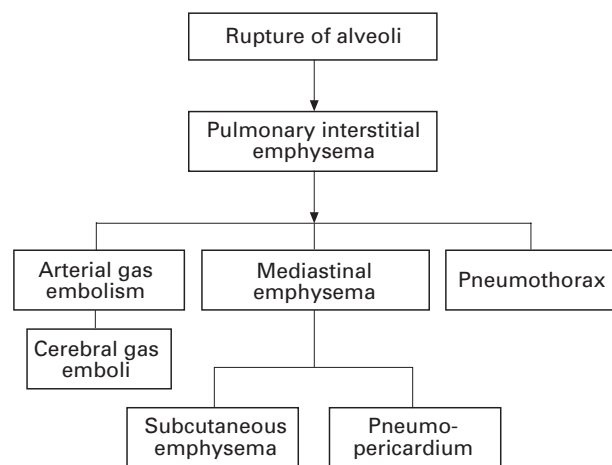 Rupture of alveoli
Pulmonary interstitial
emphysema
Arterial gas
embolism
Mediastinal
emphysema
Pneumothorax
Cerebral gas
emboli
Subcutaneous
emphysema
Pneumo-
pericardium